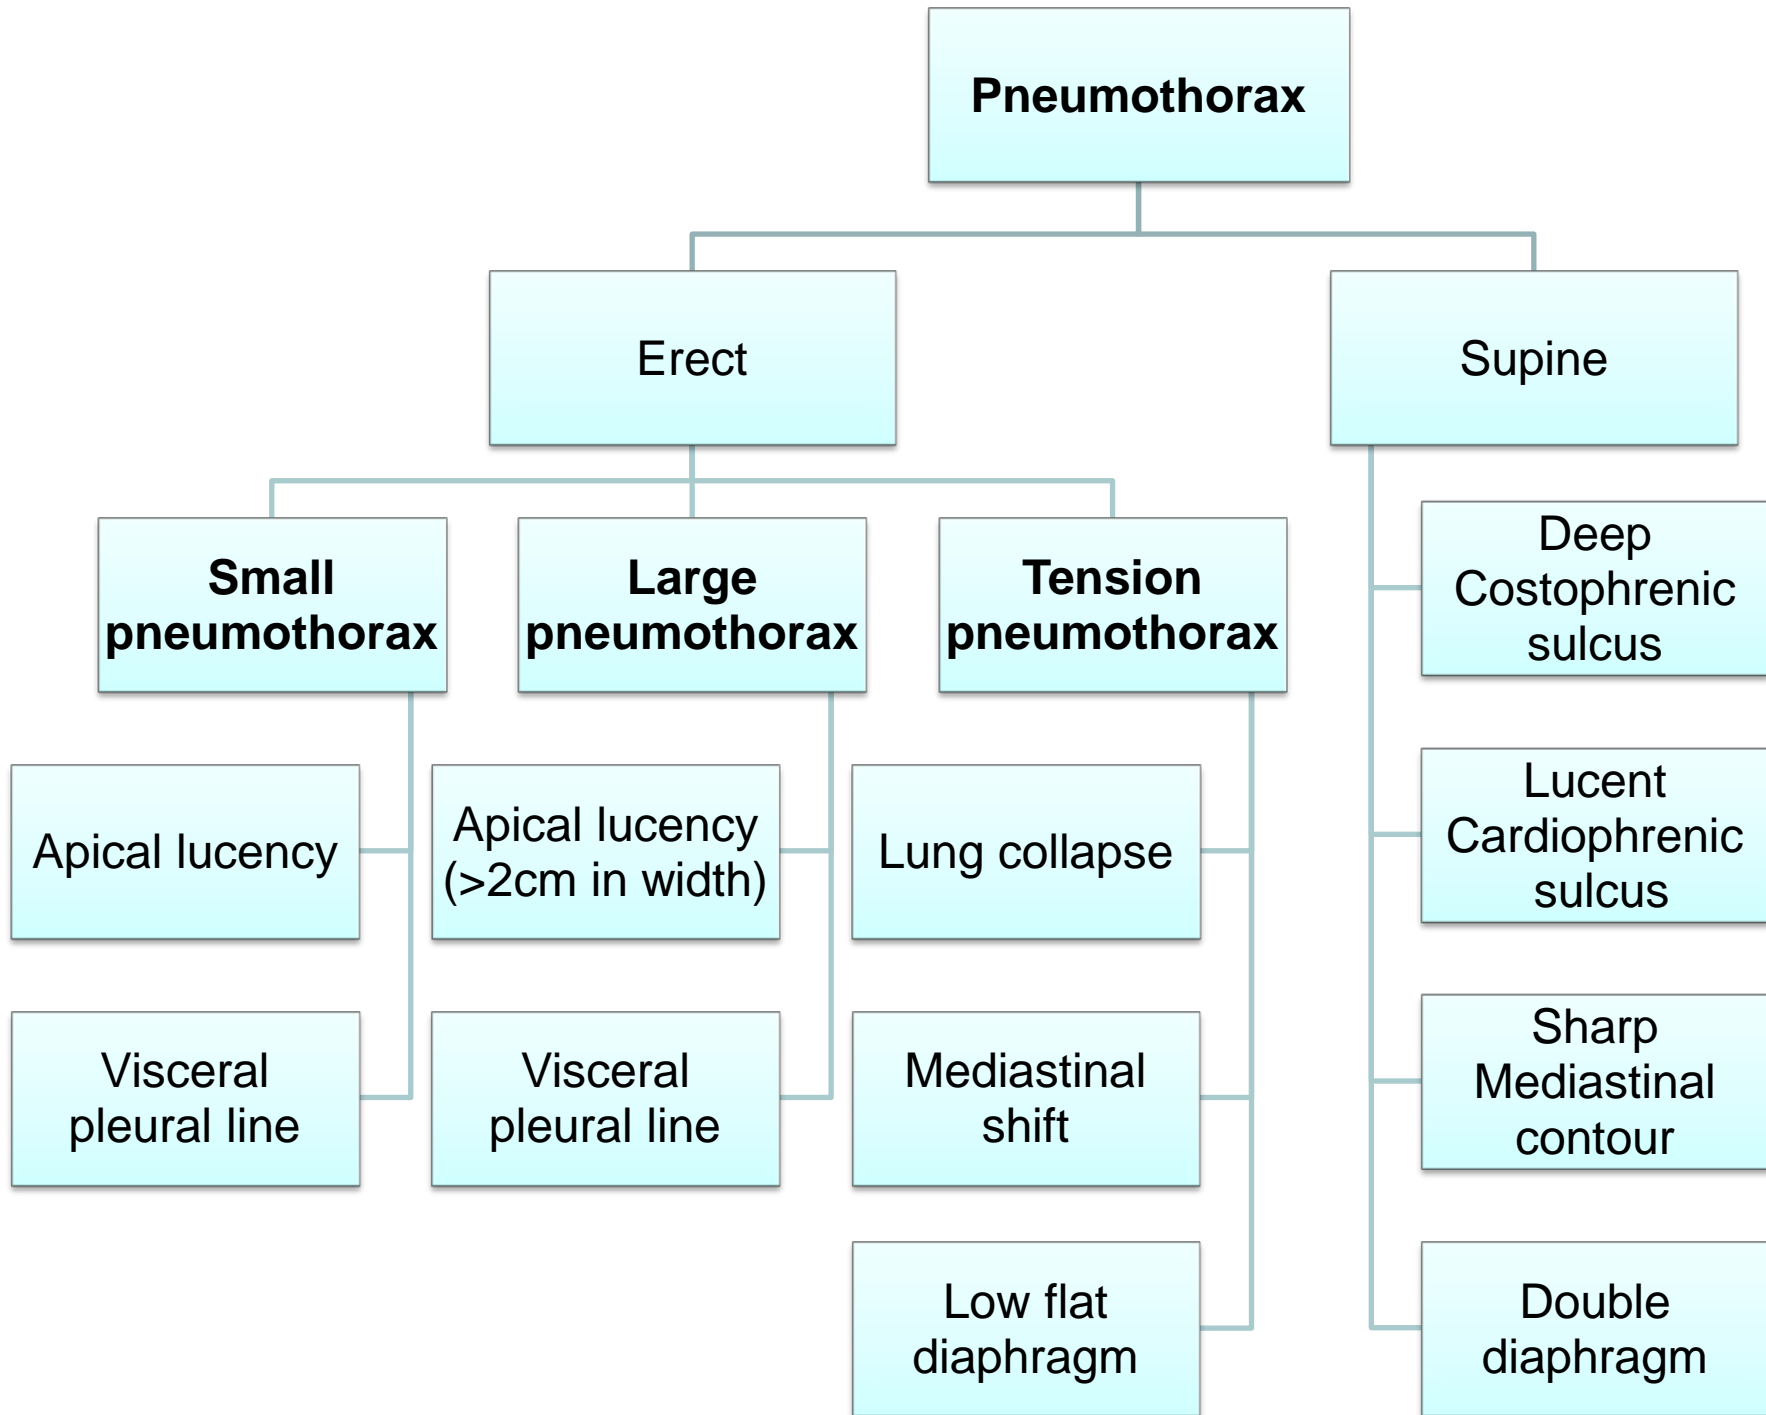 Pneumothorax
Erect
Supine
Small
pneumothorax
Apical lucency
Visceral
pleural line
Large
pneumothorax
Apical lucency
(>2cm in width)
Visceral
pleural line
Tension
pneumothorax
Lung collapse
Mediastinal
shift
Low flat
diaphragm
Deep
Costophrenic
sulcus
Lucent
Cardiophrenic
sulcus
Sharp
Mediastinal
contour
Double
diaphragm